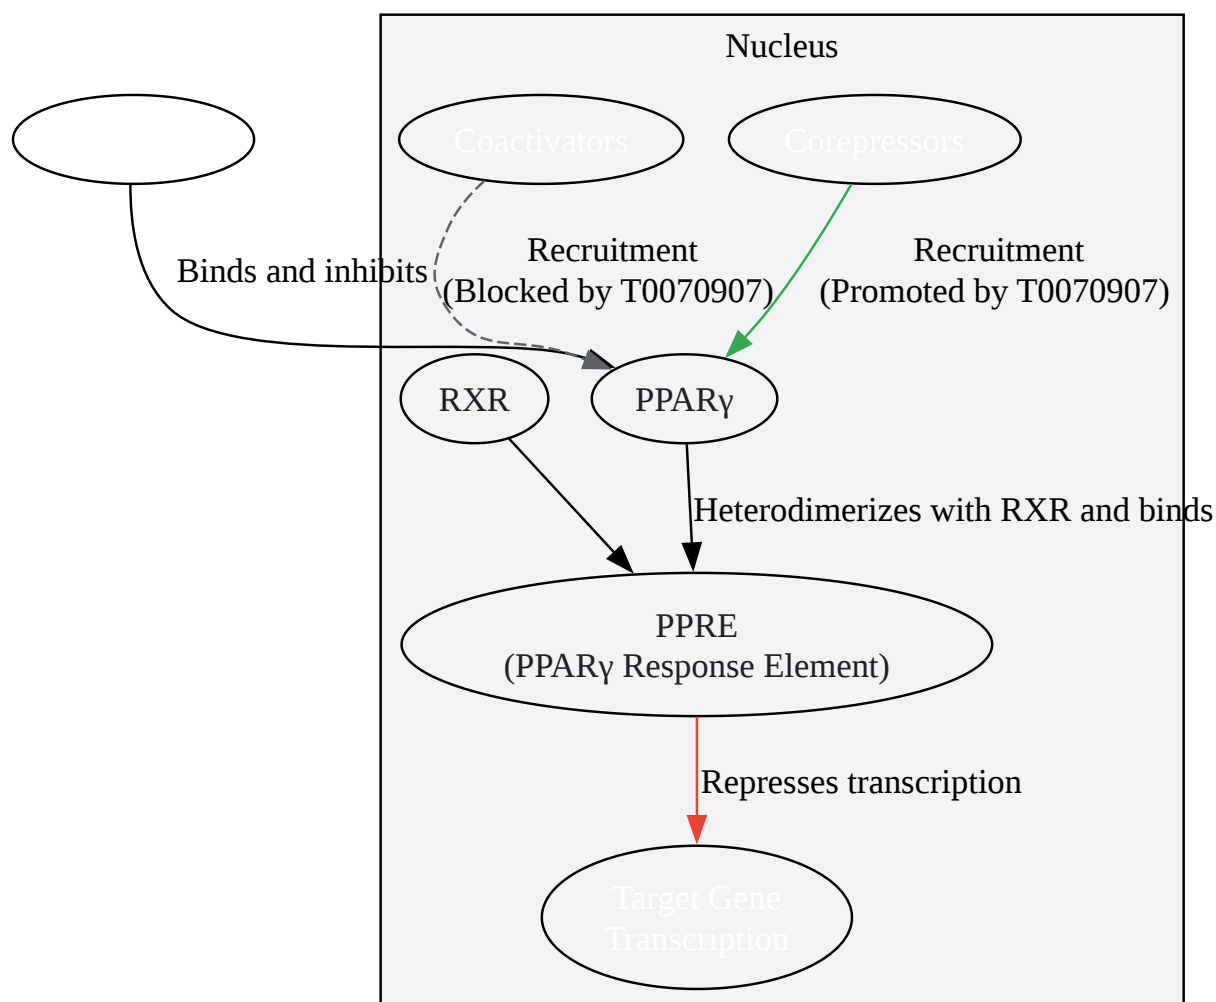 Nucleus
Coactivators
Corepressors
Binds and inhibits
Recruitment
(Blocked by T0070907)
Recruitment
(Promoted by T0070907)
RXR
PPARγ
Heterodimerizes with RXR and binds
PPRE
(PPARγ Response Element)
Represses transcription
Target Gene
Transcription